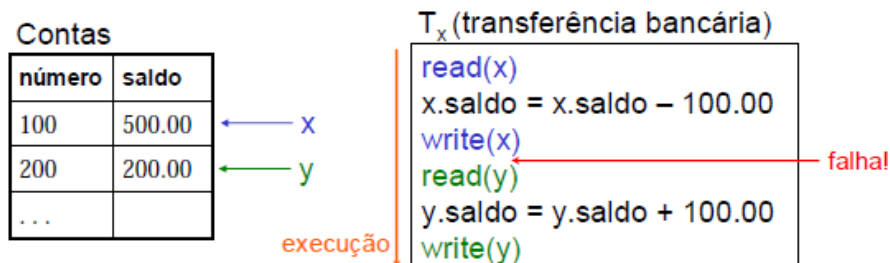 Contas
número saldo
100 500.00
200 200.00
. . .
x
y
Tx (transferência bancária)
read(x)
x.saldo = x.saldo – 100.00
write(x)
read(y)
y.saldo = y.saldo + 100.00
write(y)
execução
falha!